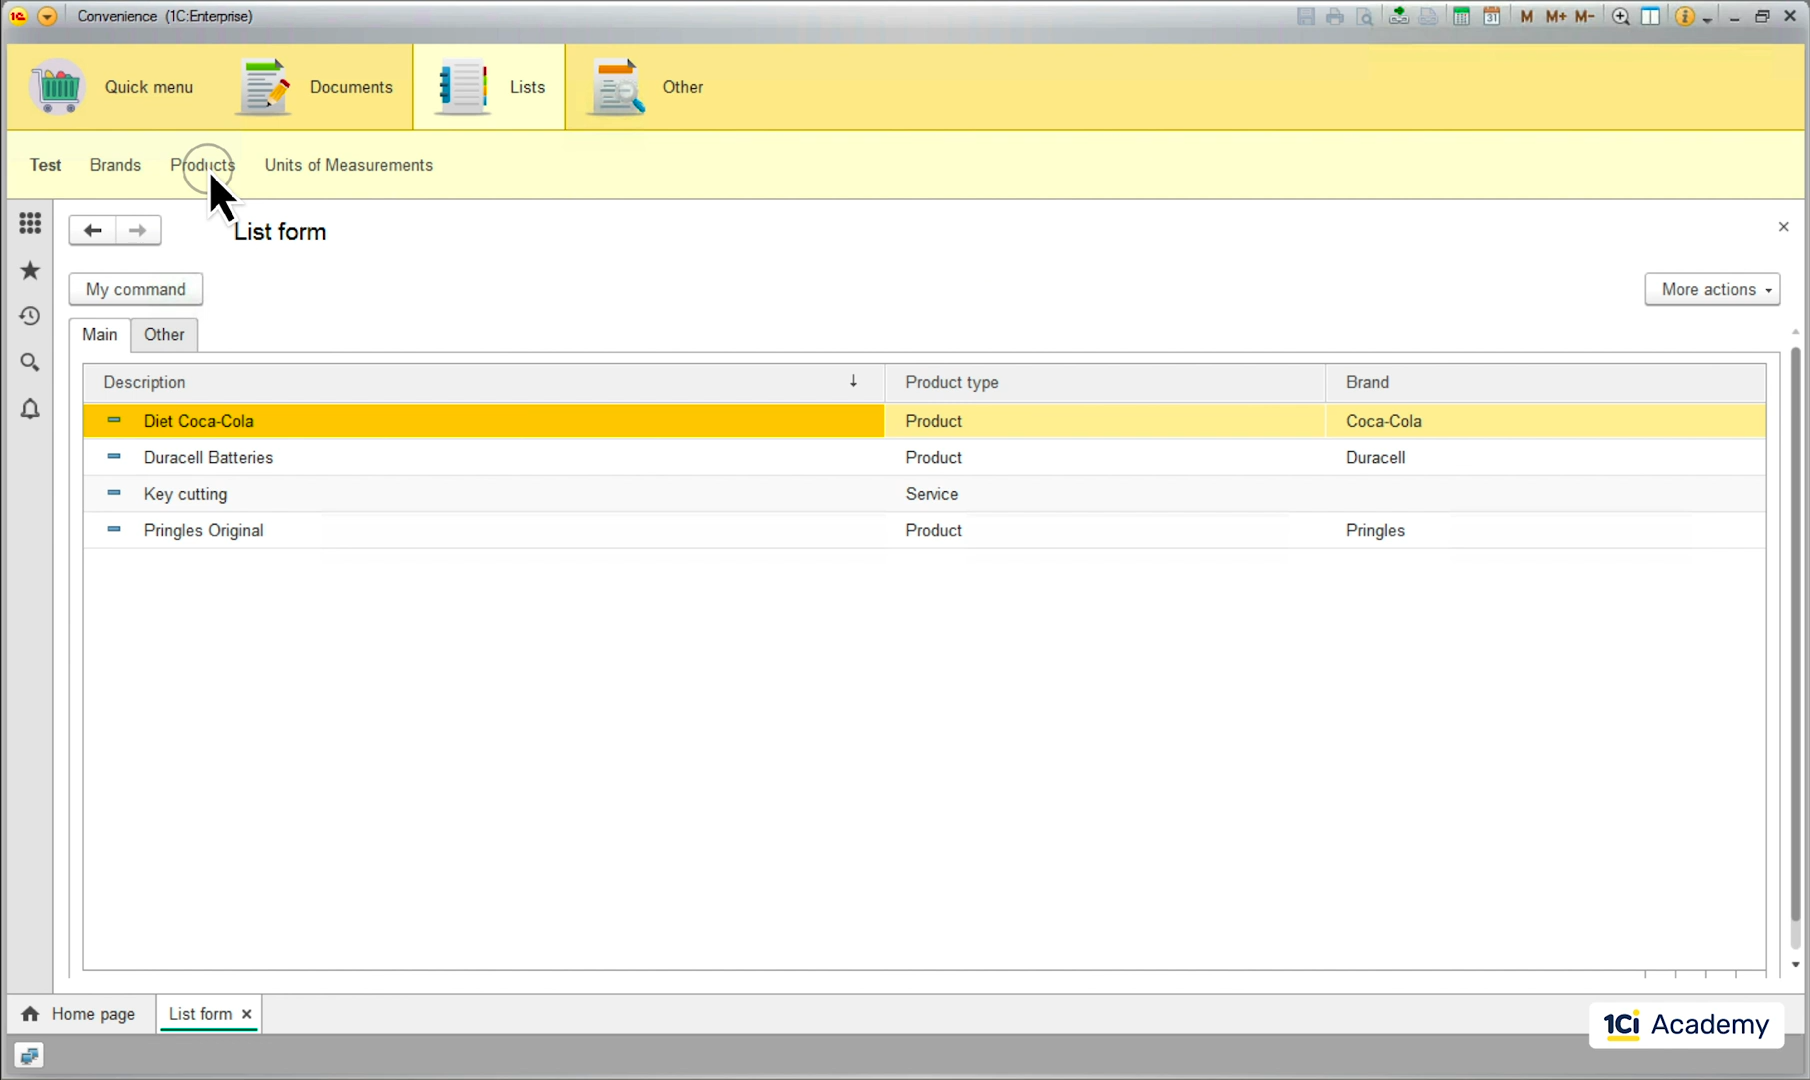 Convenience (1C:Enterprise)
M M+ M-
31
Quick menu
Documents
Lists
Other
Test Brands Products Units of Measurements
List form
My command
More actions
Main Other
Description Product type Brand
Diet Coca-Cola Product Coca-Cola
Duracell Batteries Product Duracell
Key cutting Service
Pringles Original Product Pringles
Home page List form
1Ci Academy